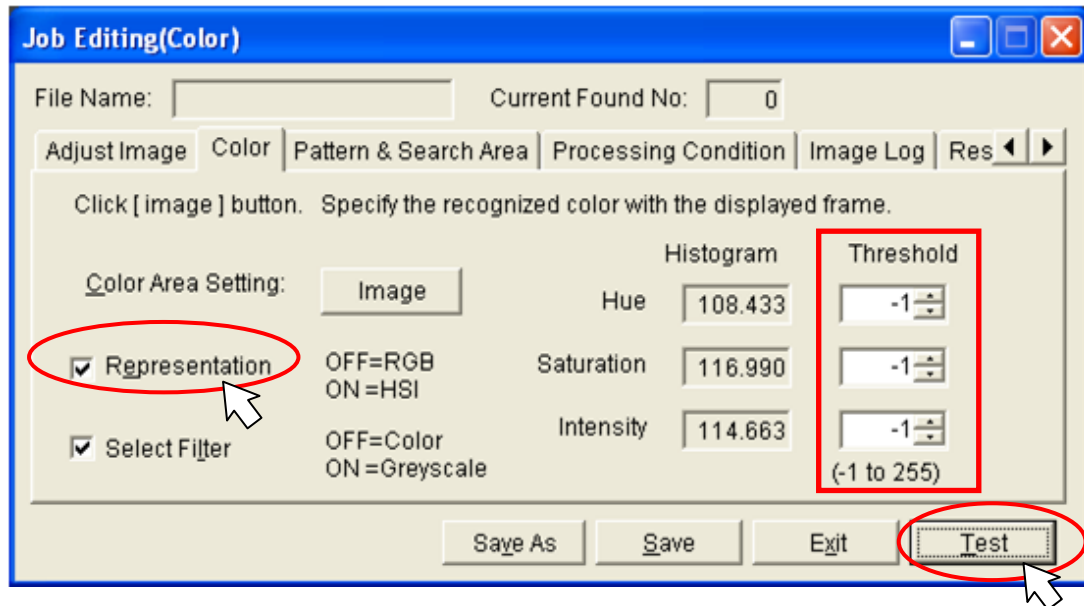 Job Editing(Color)
File Name: Current Found No: 0
Adjust Image Color Pattern & Search Area Processing Condition Image Log Res
Click [ image ] button. Specify the recognized color with the displayed frame.
Histogram Threshold
Color Area Setting: Image Hue 108.433 -1
Representation OFF=RGB Saturation 116.990 -1
ON =HSI
Select Filter OFF=Color Intensity 114.663 -1
ON =Greyscale (-1 to 255)
Save As Save Exit Test